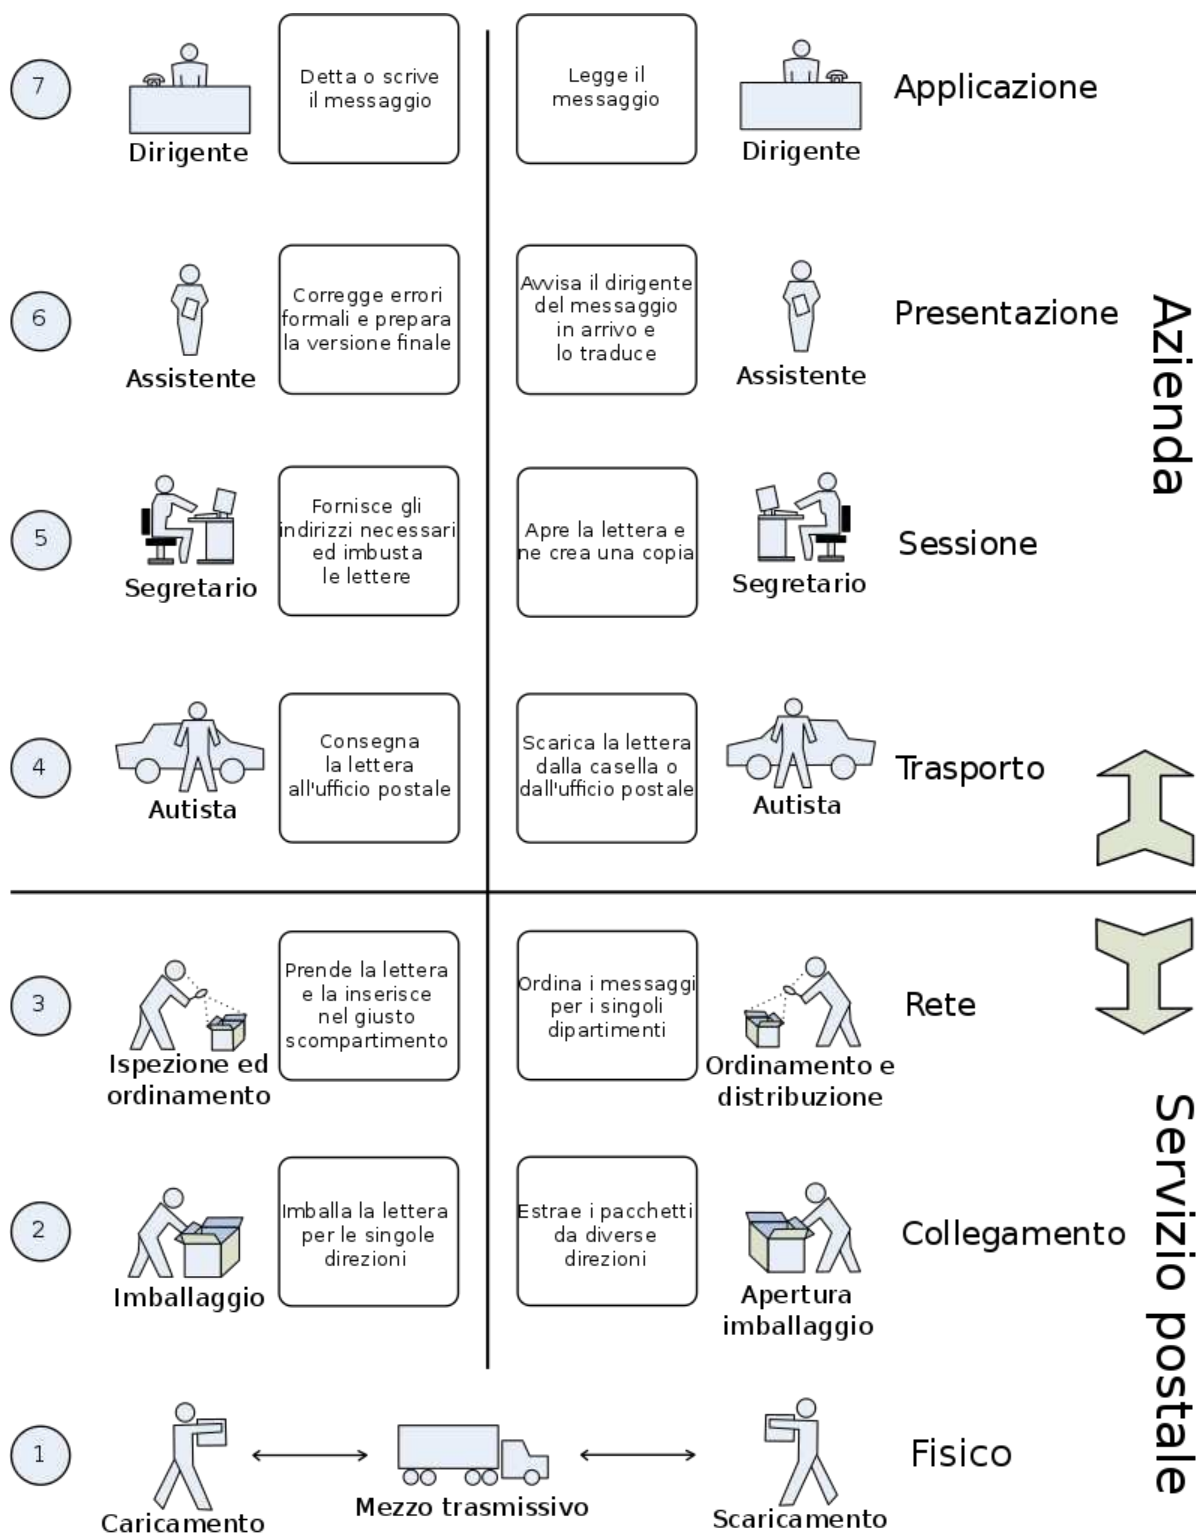 7
Dirigente
Detta o scrive
il messaggio
Legge il
messaggio
Dirigente
Applicazione
6
Assistente
Corregge errori
formali e prepara
la versione finale
Avvisa il dirigente
del messaggio
in arrivo e
lo traduce
Assistente
Presentazione
Azienda
5
Segretario
Fornisce gli
indirizzi necessari
ed imbusta
le lettere
Apre la lettera e
ne crea una copia
Segretario
Sessione
4
Autista
Consegna
la lettera
all'ufficio postale
Scarica la lettera
dalla casella o
dall'ufficio postale
Autista
Trasporto
3
Ispezione ed
ordinamento
Prende la lettera
e la inserisce
nel giusto
scompartimento
Ordina i messaggi
per i singoli
dipartimenti
Ordinamento e
distribuzione
Rete
Servizio postale
2
Imballaggio
Imballa la lettera
per le singole
direzioni
Estrae i pacchetti
da diverse
direzioni
Apertura
imballaggio
Collegamento
1
Caricamento
Mezzo trasmissivo
Scaricamento
Fisico